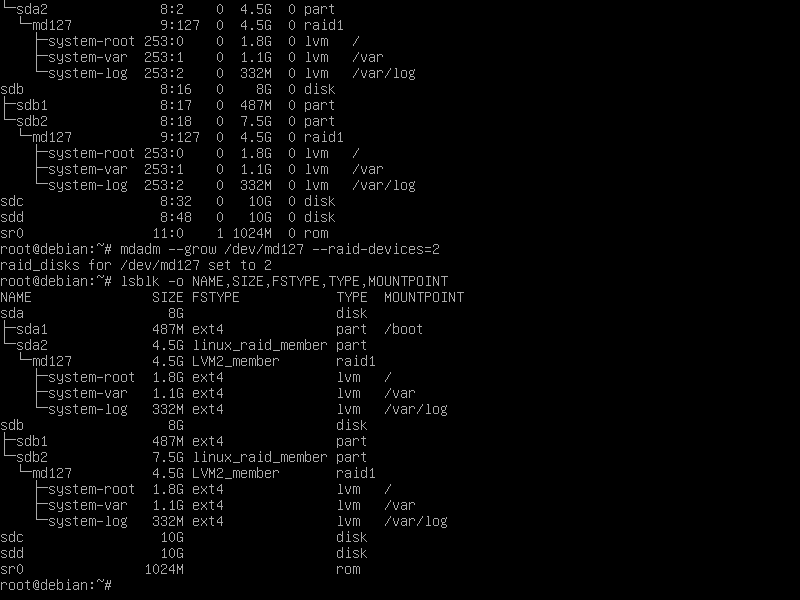 └─sda2              8:2    0  4.5G  0 part
  └─md127           9:127  0  4.5G  0 raid1
    ├─system-root 253:0    0  1.8G  0 lvm   /
    ├─system-var  253:1    0  1.1G  0 lvm   /var
    └─system-log  253:2    0  332M  0 lvm   /var/log
sdb                 8:16   0    8G  0 disk
├─sdb1              8:17   0  487M  0 part
└─sdb2              8:18   0  7.5G  0 part
  └─md127           9:127  0  4.5G  0 raid1
    ├─system-root 253:0    0  1.8G  0 lvm   /
    ├─system-var  253:1    0  1.1G  0 lvm   /var
    └─system-log  253:2    0  332M  0 lvm   /var/log
sdc                 8:32   0   10G  0 disk
sdd                 8:48   0   10G  0 disk
sr0                11:0    1 1024M  0 rom
root@debian:~# mdadm --grow /dev/md127 --raid-devices=2
raid_disks for /dev/md127 set to 2
root@debian:~# lsblk -o NAME,SIZE,FSTYPE,TYPE,MOUNTPOINT
NAME               SIZE FSTYPE            TYPE  MOUNTPOINT
sda                  8G                   disk
├─sda1             487M ext4              part  /boot
└─sda2             4.5G linux_raid_member part
  └─md127          4.5G LVM2_member       raid1
    ├─system-root  1.8G ext4              lvm   /
    ├─system-var   1.1G ext4              lvm   /var
    └─system-log   332M ext4              lvm   /var/log
sdb                  8G                   disk
├─sdb1             487M ext4              part
└─sdb2             7.5G linux_raid_member part
  └─md127          4.5G LVM2_member       raid1
    ├─system-root  1.8G ext4              lvm   /
    ├─system-var   1.1G ext4              lvm   /var
    └─system-log   332M ext4              lvm   /var/log
sdc                 10G                   disk
sdd                 10G                   disk
sr0               1024M                   rom
root@debian:~#